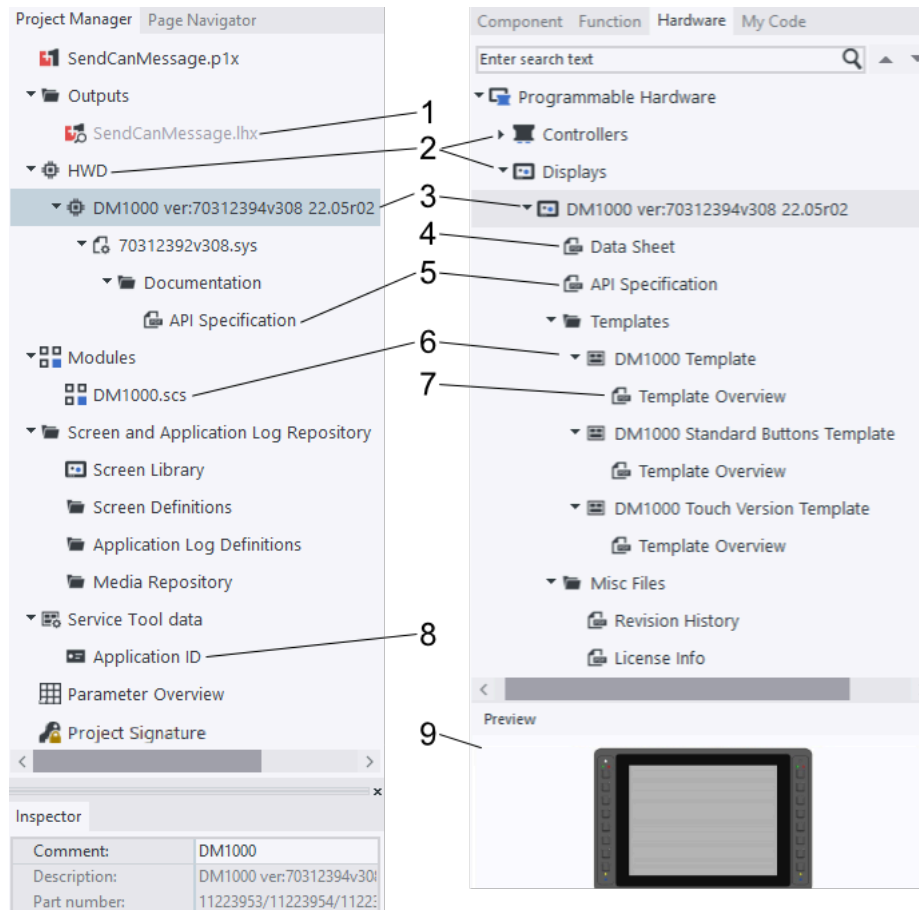 Project Manager Page Navigator
SendCanMessage.p1x
Outputs
SendCanMessage.lhx
HWD
DM1000 ver:70312394v308 22.05r02
70312392v308.sys
Documentation
API Specification
Modules
DM1000.scs
Screen and Application Log Repository
Screen Library
Screen Definitions
Application Log Definitions
Media Repository
Service Tool data
Application ID
Parameter Overview
Project Signature
Inspector
Comment: DM1000
Description: DM1000 ver:70312394v308
Part number: 11223953/11223954/1122
1
2
3
4
5
6
7
8
9
Component Function Hardware My Code
Enter search text
Programmable Hardware
Controllers
Displays
DM1000 ver:70312394v308 22.05r02
Data Sheet
API Specification
Templates
DM1000 Template
Template Overview
DM1000 Standard Buttons Template
Template Overview
DM1000 Touch Version Template
Template Overview
Misc Files
Revision History
License Info
Preview